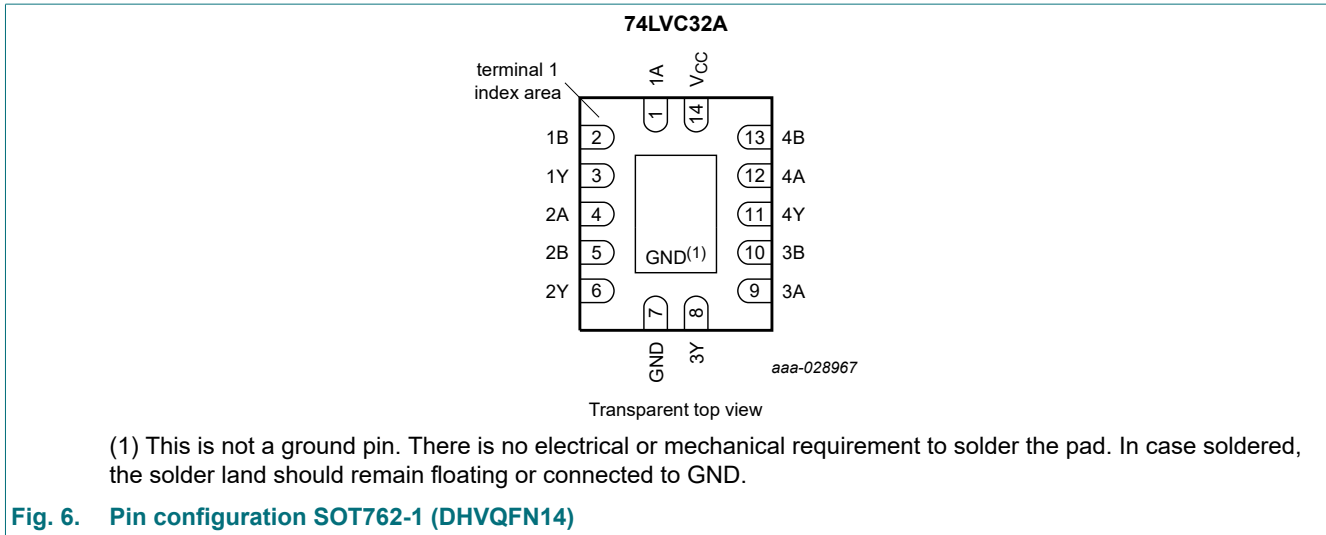 74LVC32A
terminal 1
index area
1A
VCC
1
14
1B 2 13 4B
1Y 3 12 4A
2A 4 11 4Y
2B 5 GND(1) 10 3B
2Y 6 9 3A
7 8
GND 3Y
aaa-028967
Transparent top view
(1) This is not a ground pin. There is no electrical or mechanical requirement to solder the pad. In case soldered,
the solder land should remain floating or connected to GND.
Fig. 6. Pin configuration SOT762-1 (DHVQFN14)